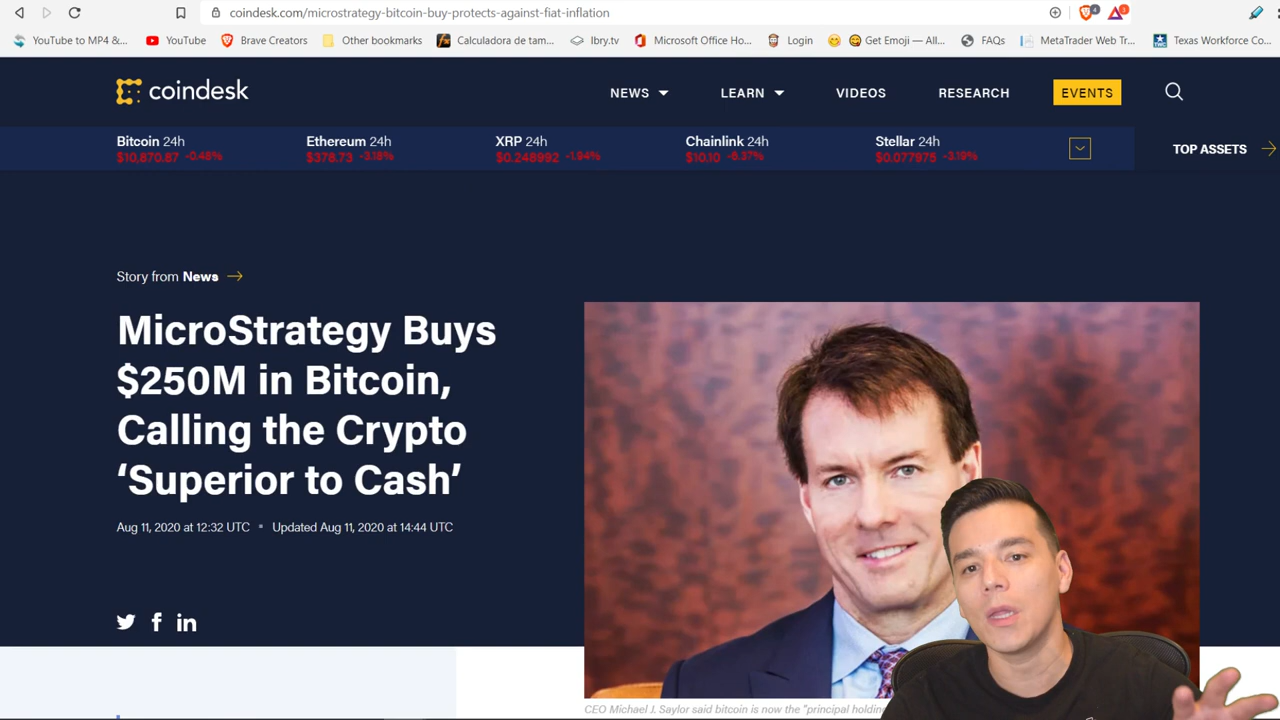 coindesk.com/microstrategy-bitcoin-buy-protects-against-fiat-inflation
4
3
YouTube to MP4 &... YouTube Brave Creators Other bookmarks Calculadora de tam... lbry.tv Microsoft Office Ho... Login Get Emoji — All... FAQs MetaTrader Web Tr... Texas Workforce Co...
coindesk NEWS LEARN VIDEOS RESEARCH EVENTS
Bitcoin 24h Ethereum 24h XRP 24h Chainlink 24h Stellar 24h
$10,870.87 -0.48% $378.73 -3.18% $0.248992 -1.94% $10.10 -6.37% $0.077975 -3.19%
TOP ASSETS
Story from News
MicroStrategy Buys
$250M in Bitcoin,
Calling the Crypto
‘Superior to Cash’
Aug 11, 2020 at 12:32 UTC Updated Aug 11, 2020 at 14:44 UTC
CEO Michael J. Saylor said bitcoin is now the "principal holding